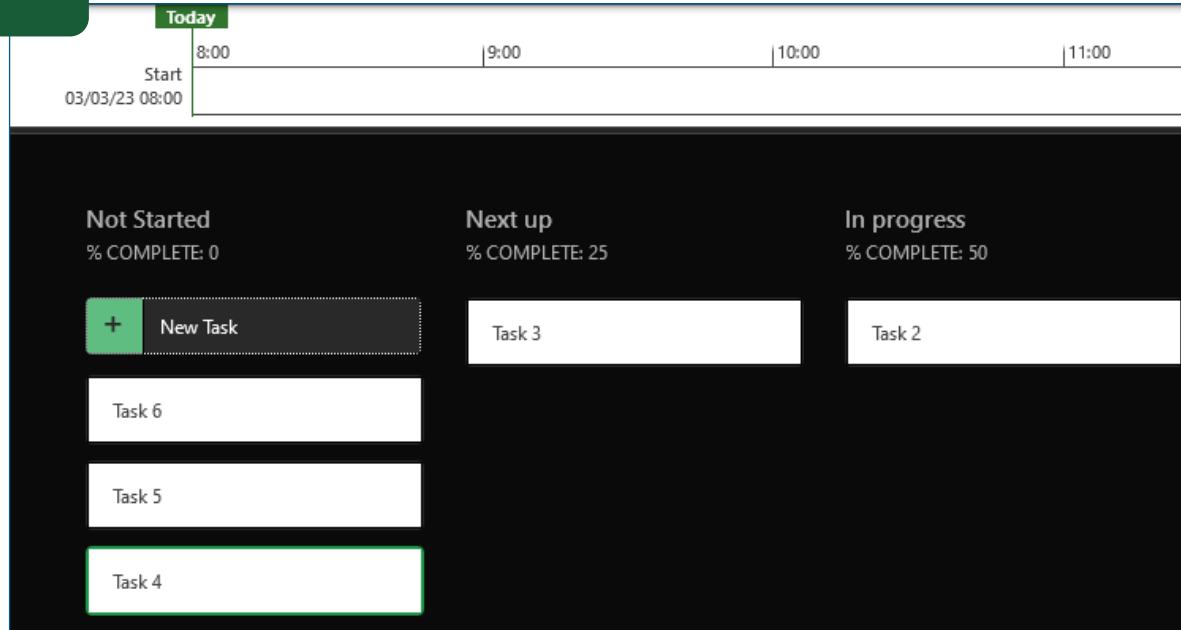 Today
8:00 9:00 10:00 11:00
Start
03/03/23 08:00
Not Started
% COMPLETE: 0
+ New Task
Task 6
Task 5
Task 4
Next up
% COMPLETE: 25
Task 3
In progress
% COMPLETE: 50
Task 2